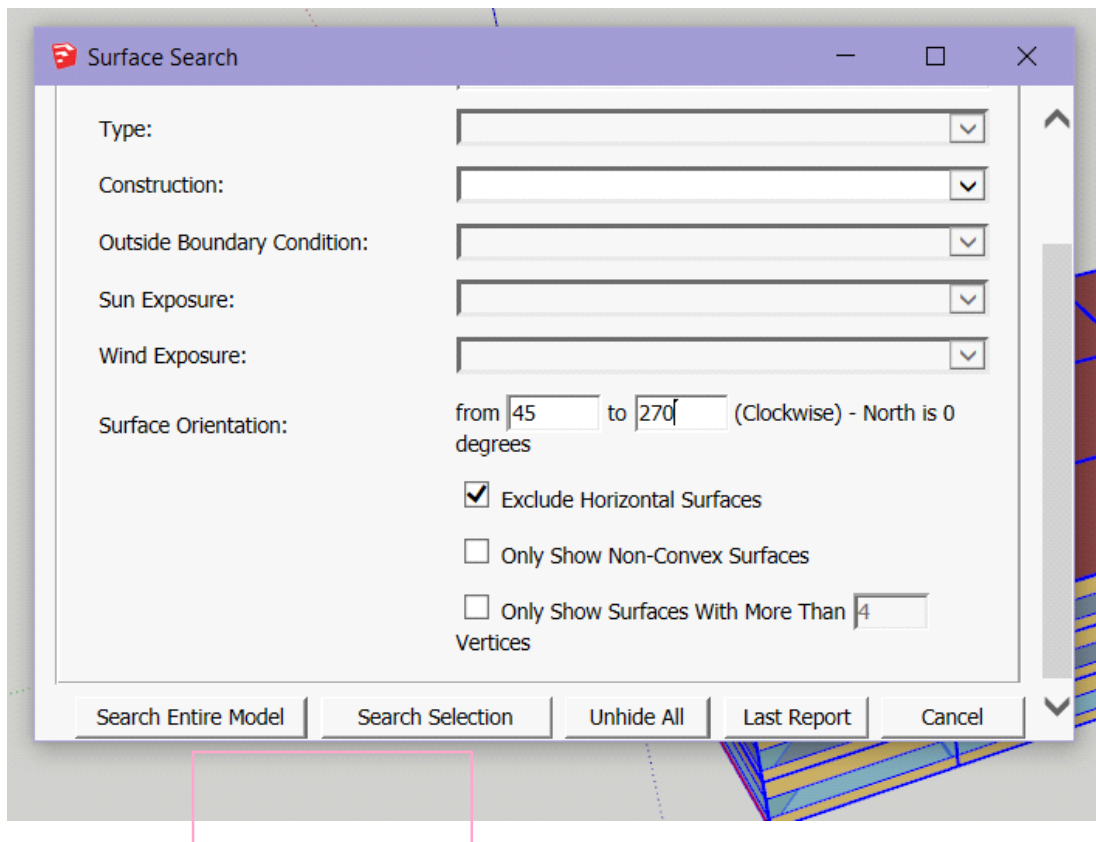 Surface Search
Type:
Construction:
Outside Boundary Condition:
Sun Exposure:
Wind Exposure:
Surface Orientation:
from 45 to 270 (Clockwise) - North is 0
degrees
Exclude Horizontal Surfaces
Only Show Non-Convex Surfaces
Only Show Surfaces With More Than 4
Vertices
Search Entire Model
Search Selection
Unhide All
Last Report
Cancel